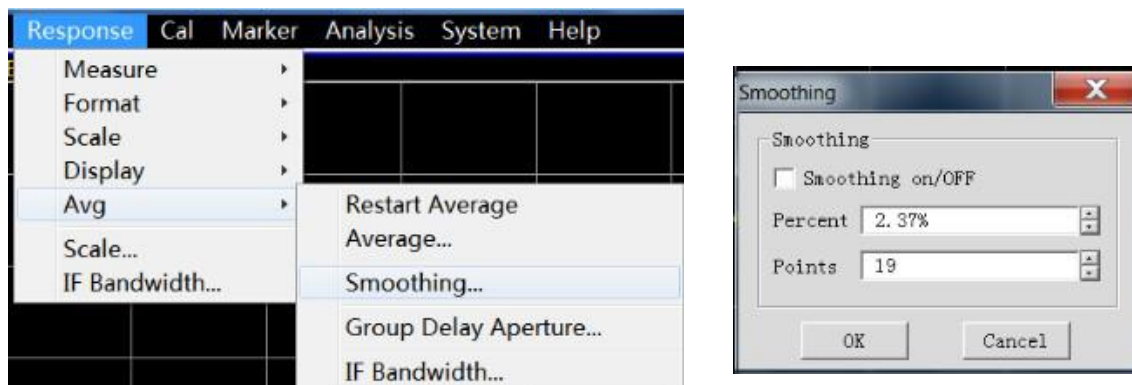 Response Cal Marker Analysis System Help
Measure
Format
Scale
Display
Avg
Scale...
IF Bandwidth...
Restart Average
Average...
Smoothing...
Group Delay Aperture...
IF Bandwidth...
Smoothing
Smoothing
Smoothing on/OFF
Percent 2.37%
Points 19
OK Cancel